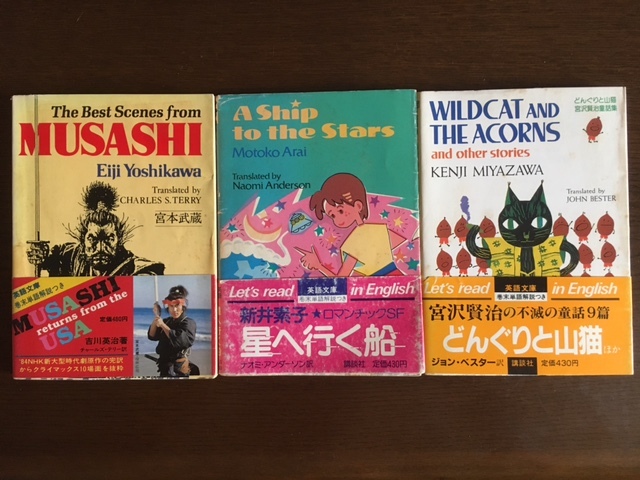 The Best Scenes from
MUSASHI
Eiji Yoshikawa
Translated by
CHARLES S. TERRY
宮本武蔵
英語文庫
巻末単語解説つき
MUSASHI
returns from the
USA
定価480円
吉川英治著
チャールズ・テリー訳
'84NHK新大型時代劇原作の完訳
からクライマックス10場面を抜粋
A Ship
to the Stars
Motoko Arai
Translated by
Naomi Anderson
Let's read
英語文庫
巻末単語解説つき
in English
新井素子★ロマンチックSF
星へ行く船
ナオミ・アンダーソン訳
講談社
定価430円
どんぐりと山猫
宮沢賢治童話集
WILDCAT AND
THE ACORNS
and other stories
KENJI MIYAZAWA
Translated by
JOHN BESTER
Let's read
英語文庫
巻末単語解説つき
in English
宮沢賢治の不滅の童話9篇
どんぐりと山猫ほか
ジョン・ベスター訳
講談社
定価430円